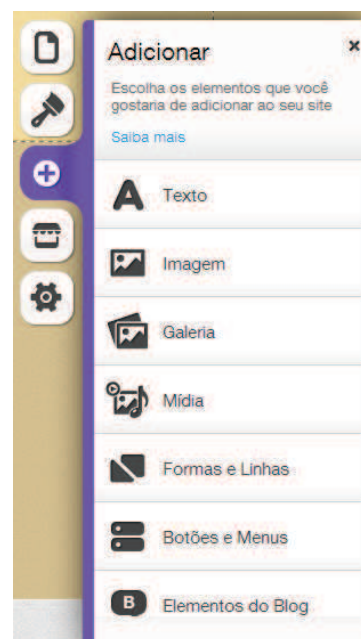 Adicionar
×
Escolha os elementos que você
gostaria de adicionar ao seu site
Saiba mais
A Texto
Imagem
Galeria
Mídia
Formas e Linhas
Botões e Menus
B Elementos do Blog